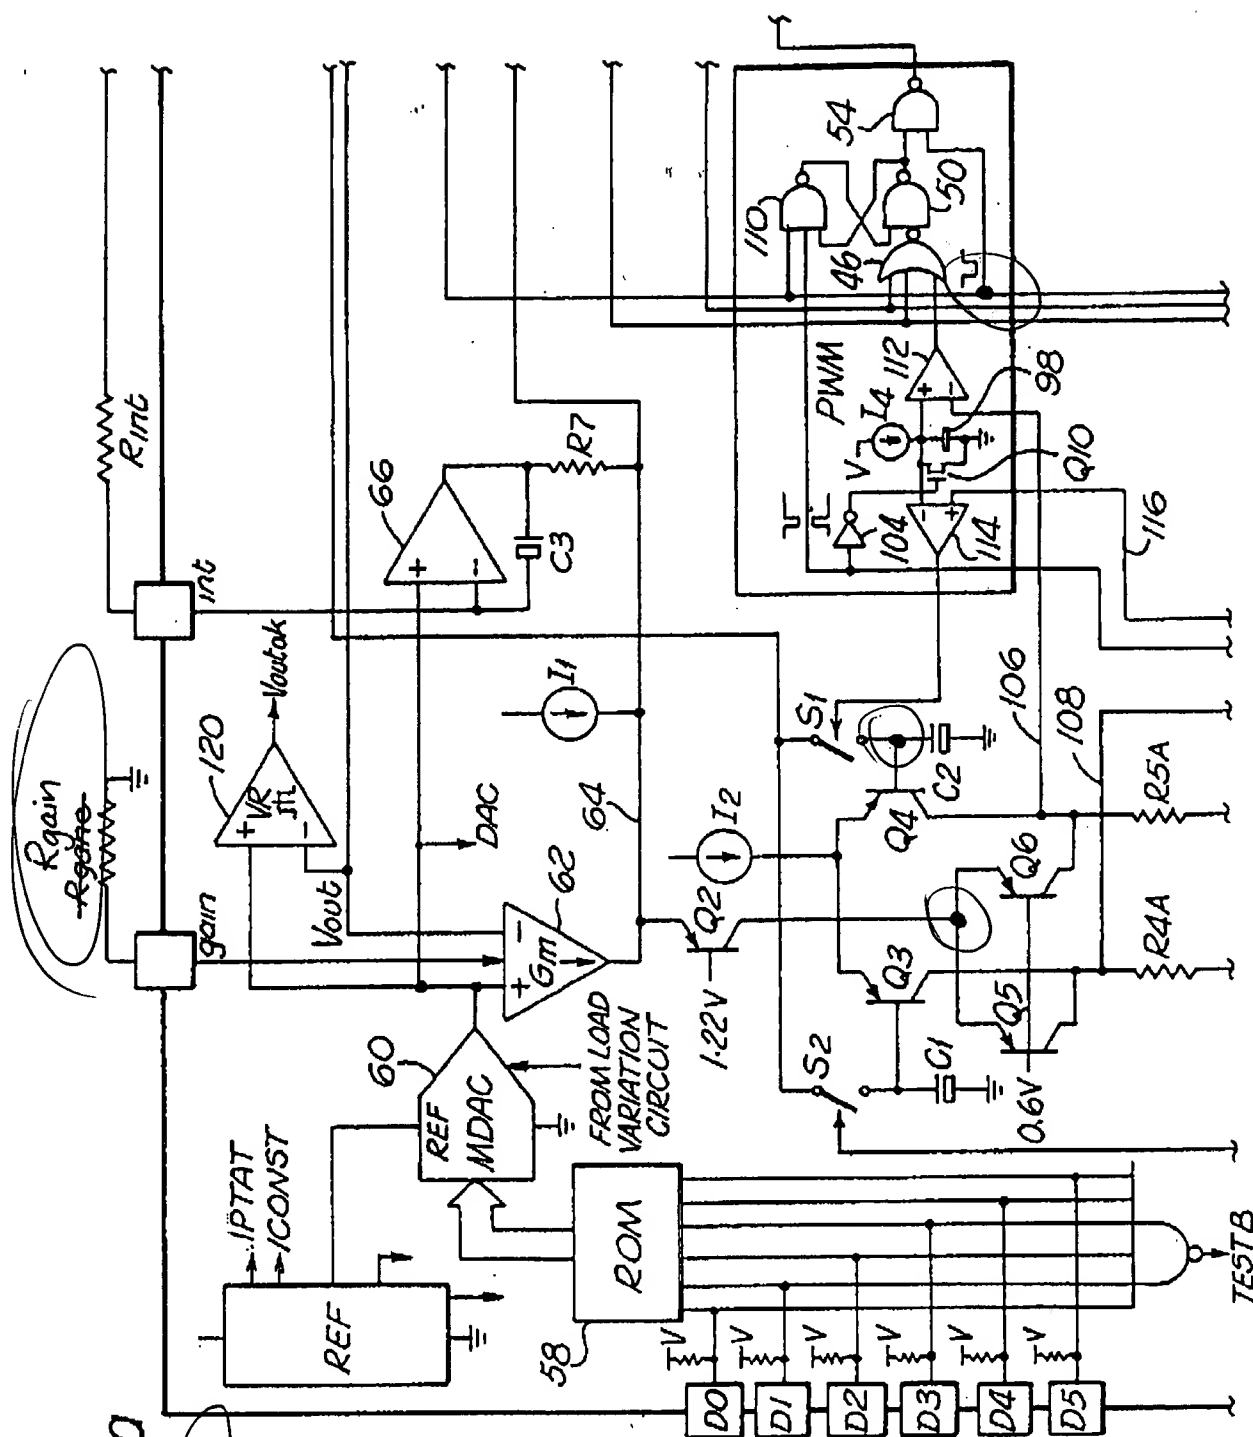 Rgain
Rgane
Rint
gain
int
120
VR
+
−
Voutok
Vout
66
+
−
C3
R7
I1
DAC
64
62
Gm
+
−
60
REF
MDAC
FROM LOAD
VARIATION
CIRCUIT
IPTAT
ICONST
REF
58
ROM
V
V
V
V
V
V
D0
D1
D2
D3
D4
D5
TESTB
Q2
1.22V
I2
S1
S2
Q4
C2
Q3
C1
106
108
Q5
Q6
0.6V
R4A
R5A
PWM
V
I4
112
+
−
98
Q10
104
114
−
+
116
110
46
50
54